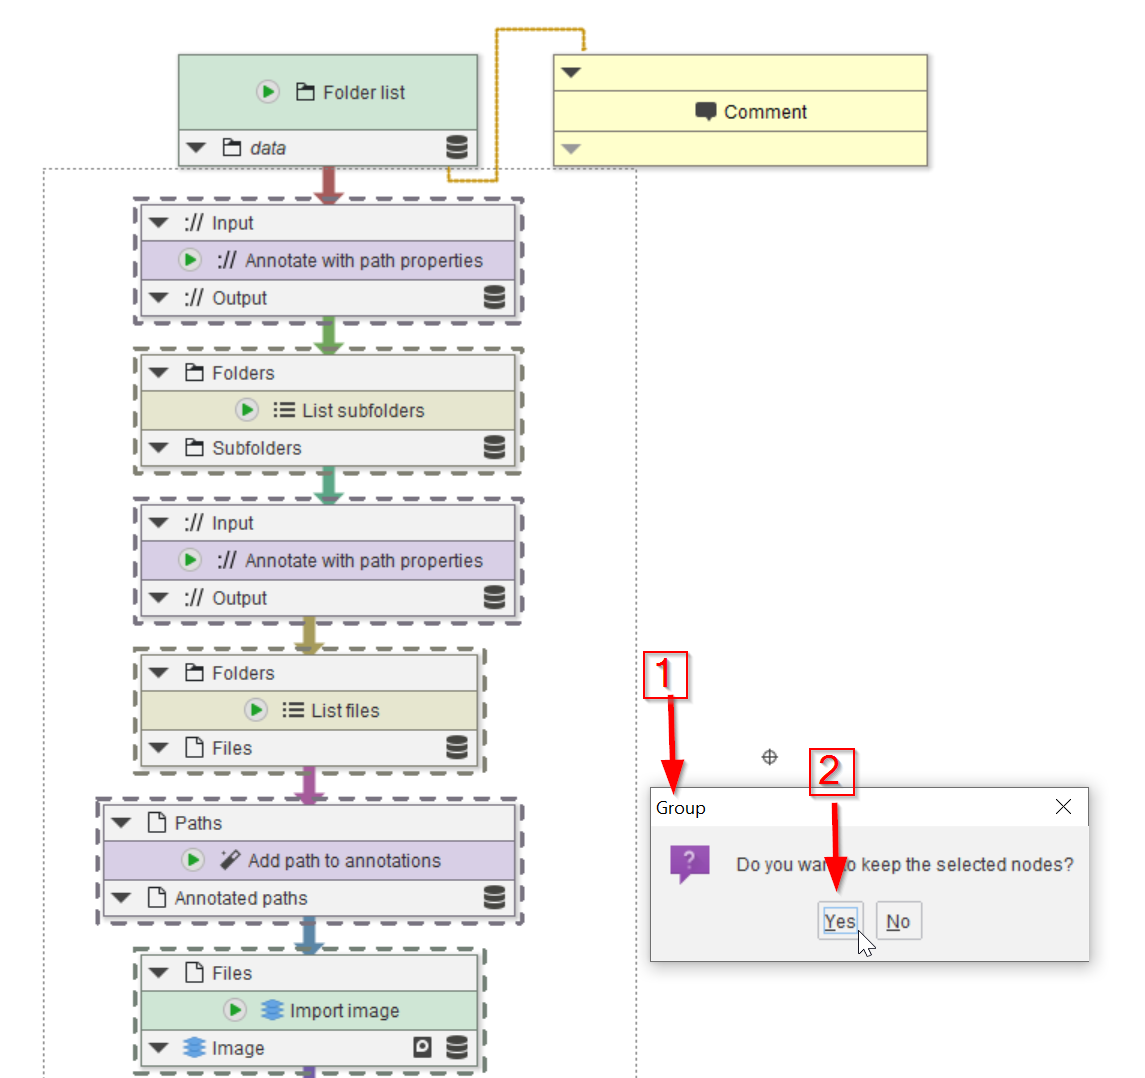 Folder list
data
Comment
:// Input
:// Annotate with path properties
:// Output
Folders
List subfolders
Subfolders
:// Input
:// Annotate with path properties
:// Output
Folders
List files
Files
Paths
Add path to annotations
Annotated paths
Files
Import image
Image
1
2
Group
Do you want to keep the selected nodes?
Yes
No